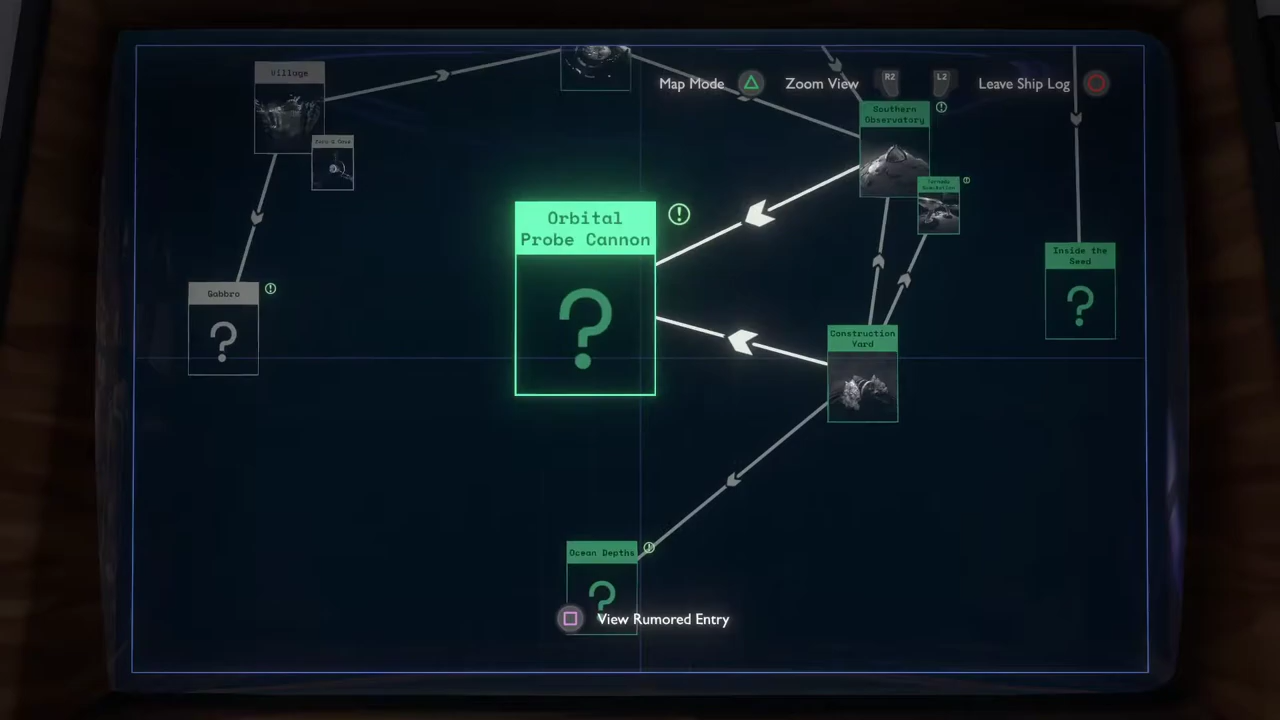 Village
Map Mode
Zoom View
R2
L2
Leave Ship Log
Southern
Observatory
Orbital
Probe Cannon
Inside the
Seed
Gabbro
Construction
Yard
Ocean Depths
View Rumored Entry